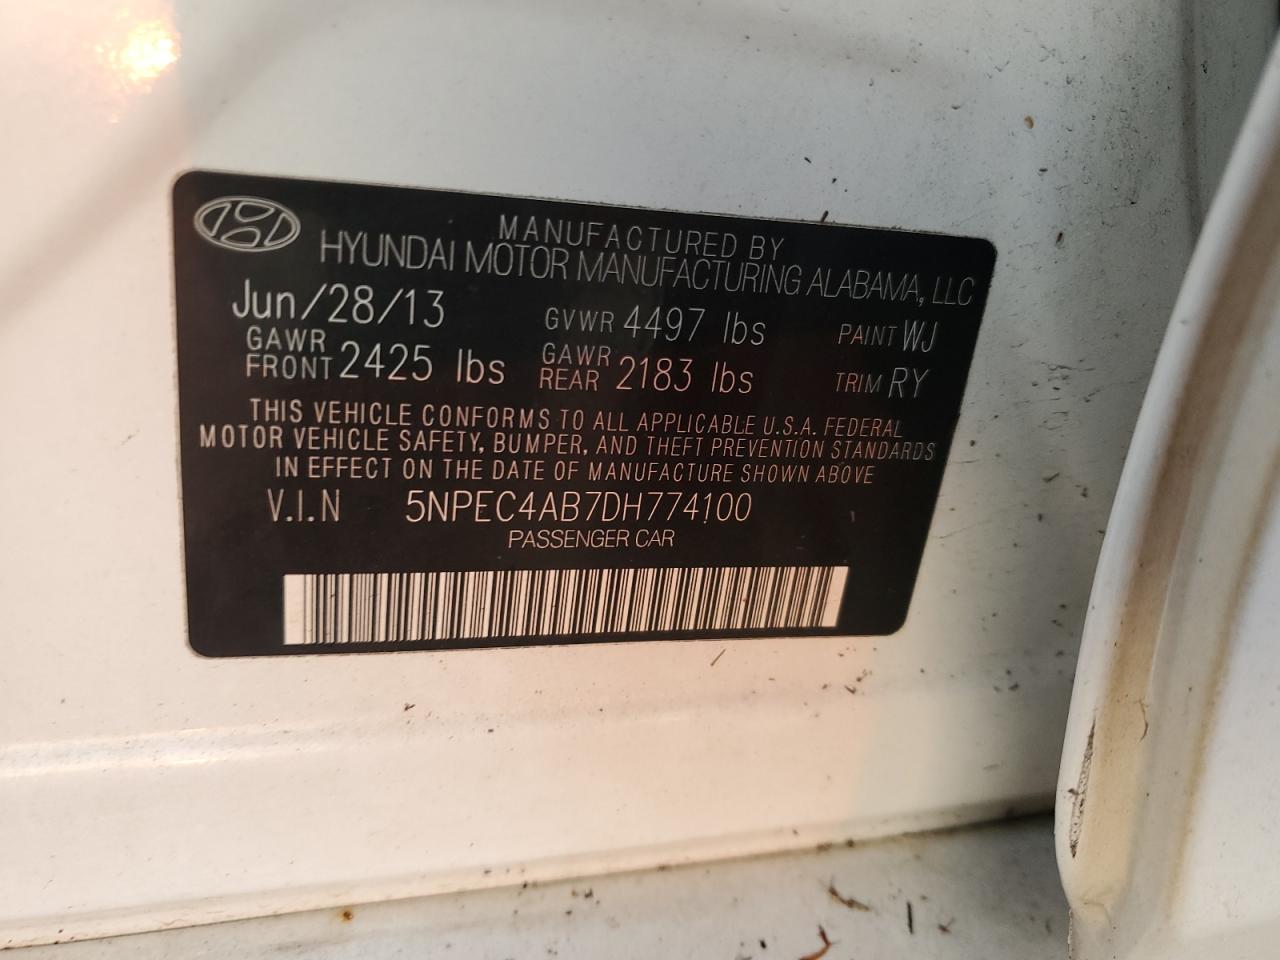 MANUFACTURED BY
HYUNDAI MOTOR MANUFACTURING ALABAMA, LLC
Jun/28/13 GVWR 4497 lbs PAINT WJ
GAWR FRONT 2425 lbs GAWR REAR 2183 lbs TRIM RY
THIS VEHICLE CONFORMS TO ALL APPLICABLE U.S.A. FEDERAL
MOTOR VEHICLE SAFETY, BUMPER, AND THEFT PREVENTION STANDARDS
IN EFFECT ON THE DATE OF MANUFACTURE SHOWN ABOVE
V.I.N 5NPEC4AB7DH774100
PASSENGER CAR